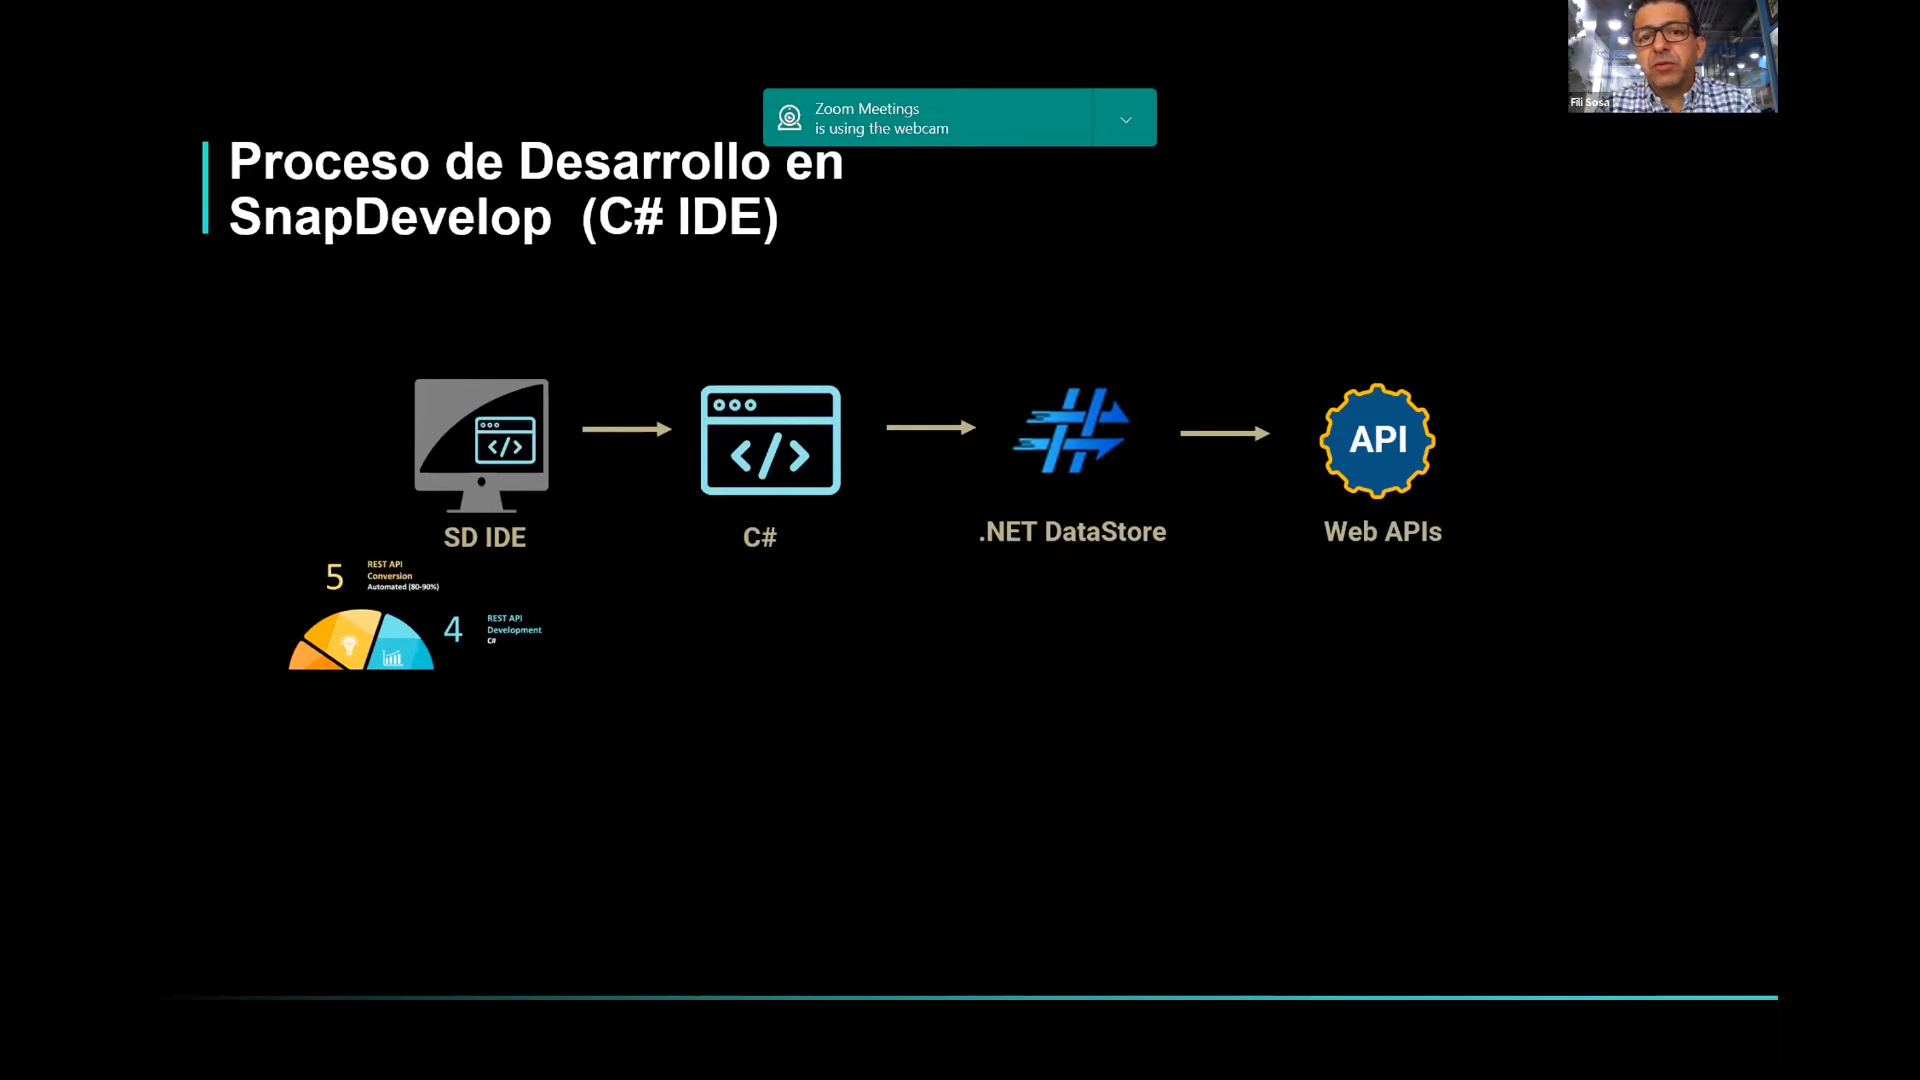 Fili Sosa
Zoom Meetings
is using the webcam
Proceso de Desarrollo en
SnapDevelop (C# IDE)
API
SD IDE
C#
.NET DataStore
Web APIs
5
REST API
Conversion
Automated (80-90%)
4
REST API
Development
C#